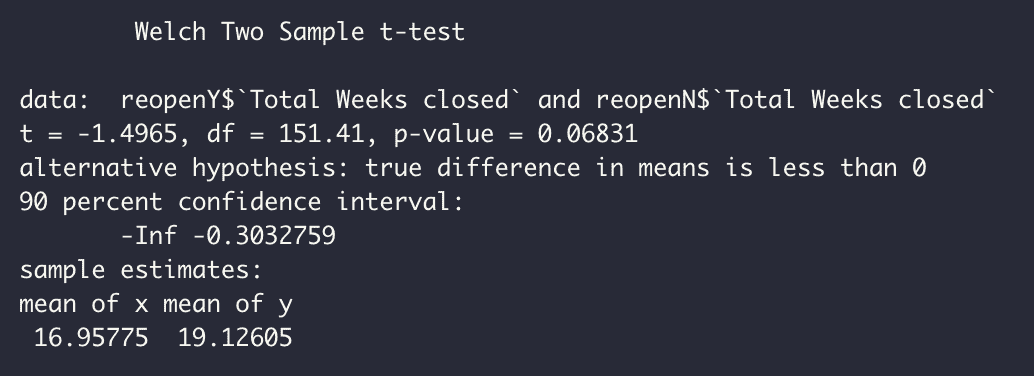 Welch Two Sample t-test
data:  reopenY$`Total Weeks closed` and reopenN$`Total Weeks closed`
t = -1.4965, df = 151.41, p-value = 0.06831
alternative hypothesis: true difference in means is less than 0
90 percent confidence interval:
-Inf -0.3032759
sample estimates:
mean of x mean of y
16.95775  19.12605